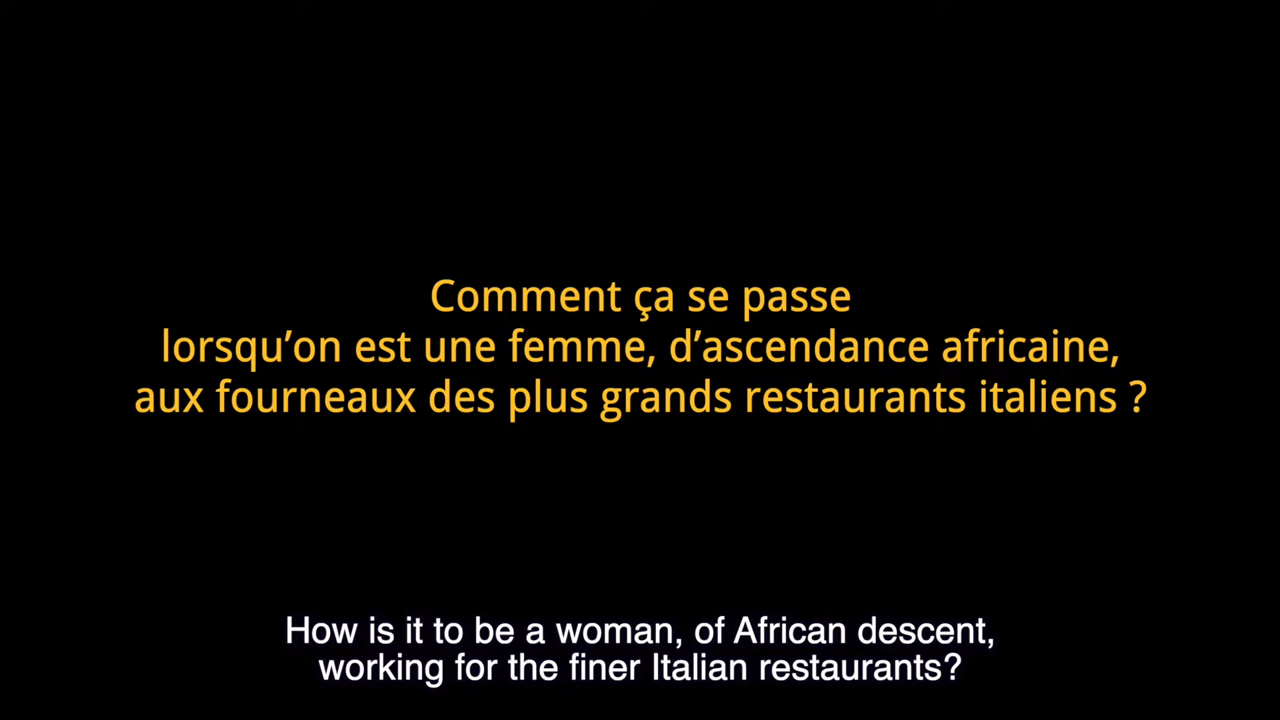 Comment ça se passe
lorsqu’on est une femme, d’ascendance africaine,
aux fourneaux des plus grands restaurants italiens ?
How is it to be a woman, of African descent,
working for the finer Italian restaurants?